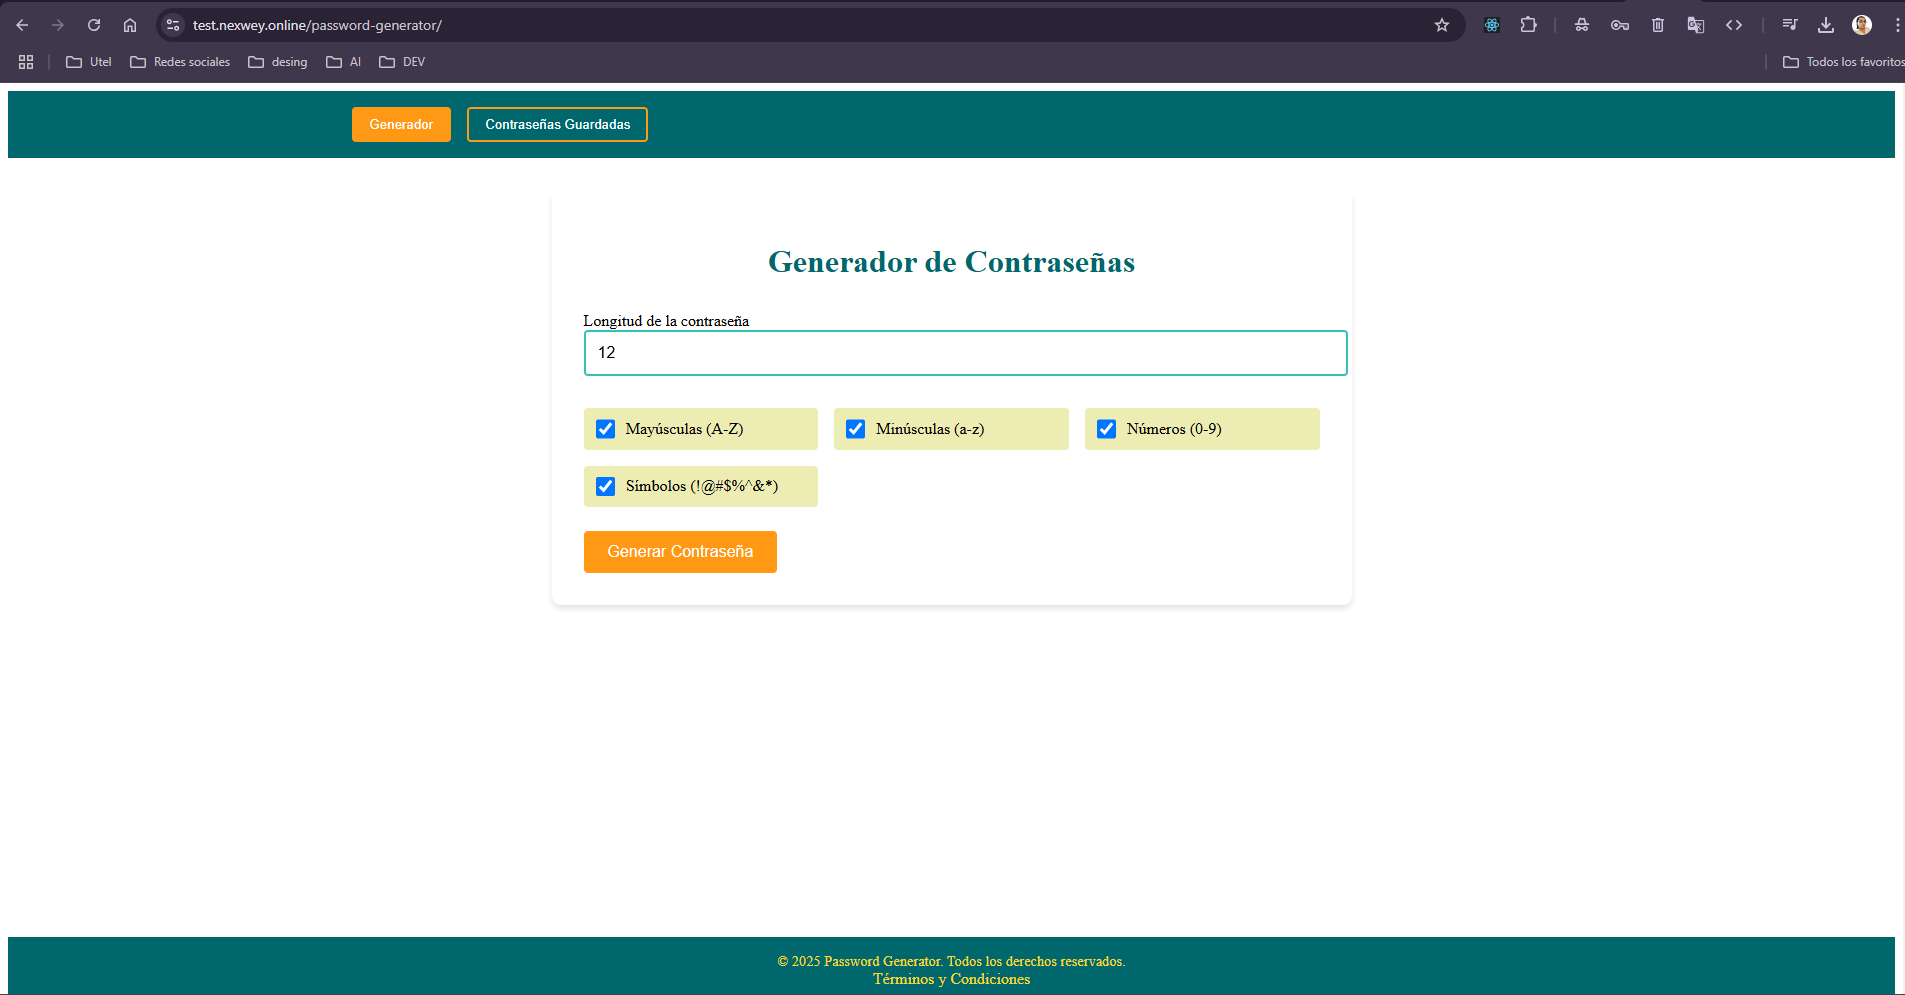 test.nexwey.online/password-generator/
Utel Redes sociales desing AI DEV Todos los favoritos
Generador Contraseñas Guardadas
Generador de Contraseñas
Longitud de la contraseña
12
Mayúsculas (A-Z) Minúsculas (a-z) Números (0-9)
Símbolos (!@#$%^&*)
Generar Contraseña
© 2025 Password Generator. Todos los derechos reservados.
Términos y Condiciones